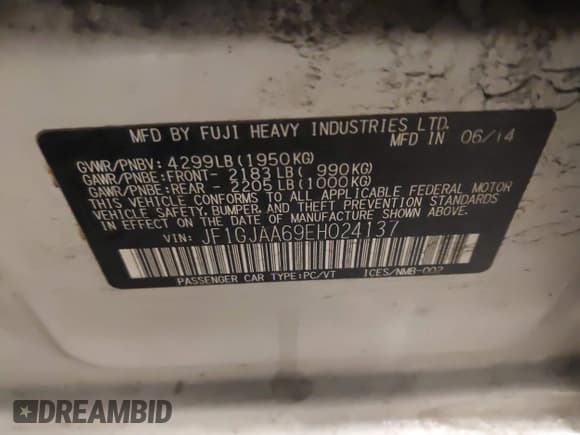 MFD BY FUJI HEAVY INDUSTRIES LTD.
MFD IN 06/14
GVWR/PNBV: 4299LB(1950KG)
GAWR/PNBE: FRONT- 2183LB( 990KG)
GAWR/PNBE: REAR - 2205LB(1000KG)
THIS VEHICLE CONFORMS TO ALL APPLICABLE FEDERAL MOTOR
VEHICLE SAFETY, BUMPER, AND THEFT PREVENTION STANDARDS
IN EFFECT ON THE DATE OF MANUFACTURE SHOWN ABOVE.
VIN: JF1GJAA69EH024137
PASSENGER CAR TYPE:PC/VT ICES/NMB-002
DREAMBID